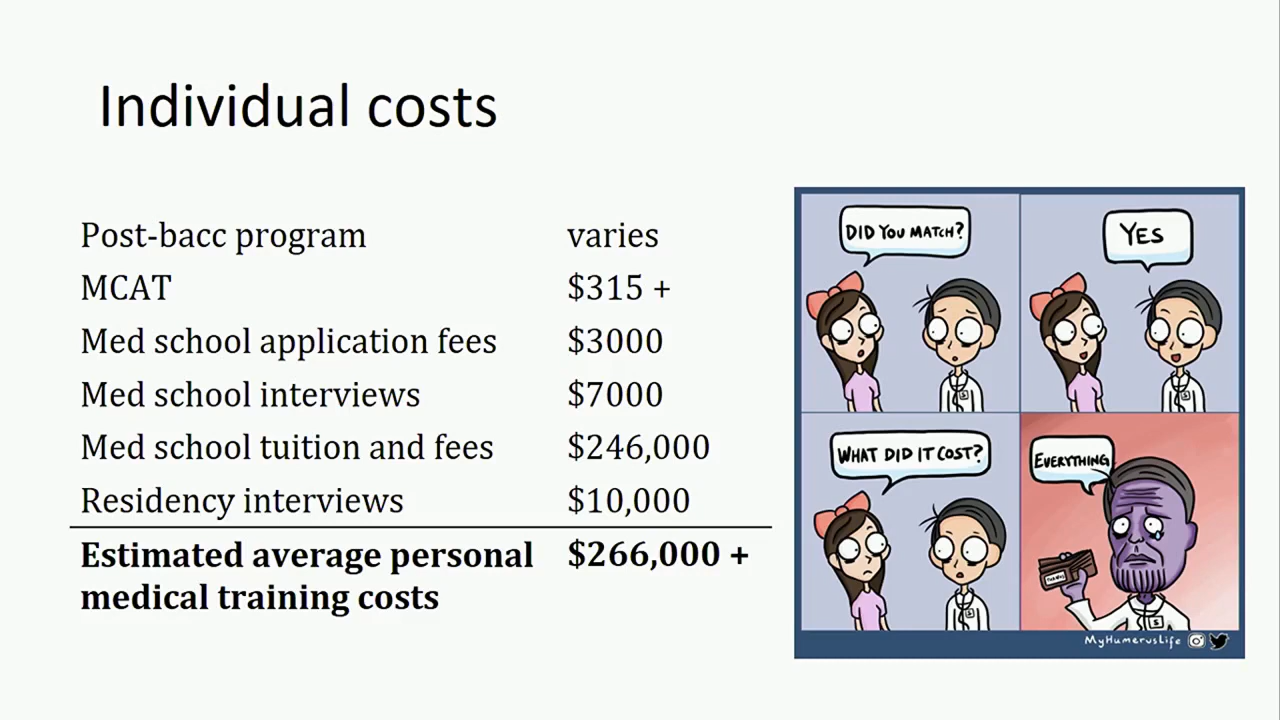 Individual costs
Post-bacc program varies
MCAT $315 +
Med school application fees $3000
Med school interviews $7000
Med school tuition and fees $246,000
Residency interviews $10,000
Estimated average personal $266,000 +
medical training costs
DID YOU MATCH?
YES
WHAT DID IT COST?
EVERYTHING
MyHumerusLife